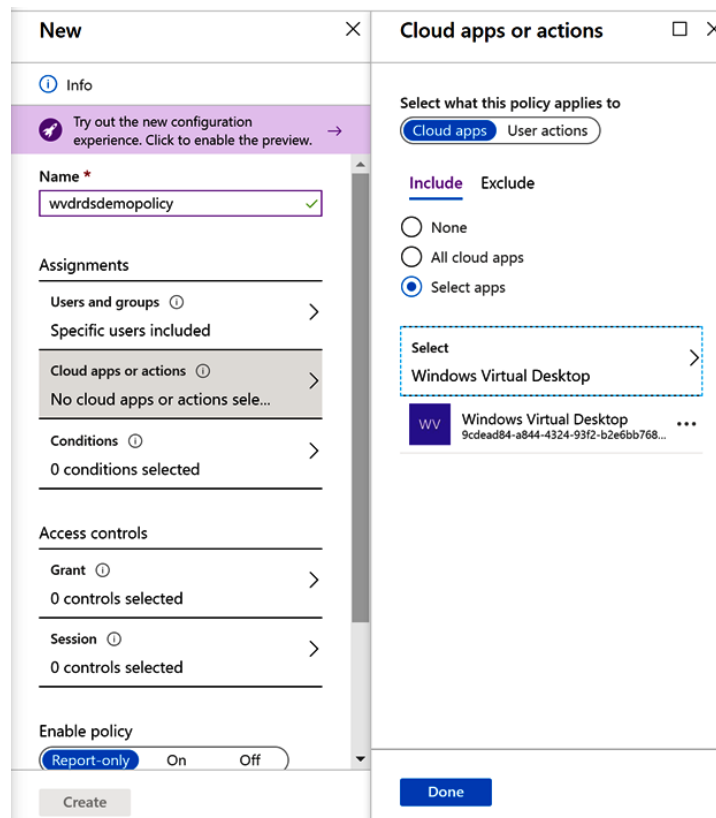 New
Info
Try out the new configuration
experience. Click to enable the preview.
Name *
wvdrdsdemopolicy
Assignments
Users and groups
Specific users included
Cloud apps or actions
No cloud apps or actions sele...
Conditions
0 conditions selected
Access controls
Grant
0 controls selected
Session
0 controls selected
Enable policy
Report-only On Off
Create
Cloud apps or actions
Select what this policy applies to
Cloud apps User actions
Include Exclude
None
All cloud apps
Select apps
Select
Windows Virtual Desktop
WV Windows Virtual Desktop
9cdead84-a844-4324-93f2-b2e6bb768...
Done